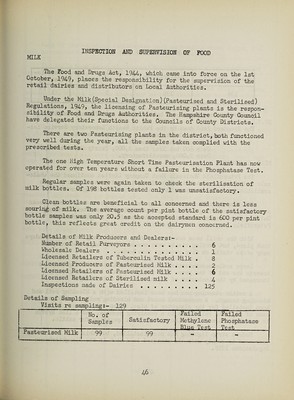 INSPECTION AND SUPERVISION OF FOOD
MILK
The Food and Drugs Act, 1944, which came into force on the 1st
October, 1949, places the responsibility for the supervision of the
retail dairies and distributors on Local Authorities.
Under the Milk (Special Designation)(Pasteurised and Sterilised)
Regulations, 1949, the licensing of Pasteurising plants is the respon-
sibility of Food and Drugs Authorities. The Hampshire County Council
have delegated their functions to the Councils of County Districts.
There are two Pasteurising plants in the district, both functioned
very well during the year, all the samples taken complied with the
prescribed tests.
The one High Temperature Short Time Pasteurisation Plant has now
operated for over ten years without a failure in the Phosphatase Test.
Regular samples were again taken to check the sterilisation of
milk bottles. Of 198 bottles tested only 1 was unsatisfactory.
Clean bottles are beneficial to all concerned and there is less
souring of milk. The average count per pint bottle of the satisfactory
bottle samples was only 20.5 as the accepted standard is 600 per pint
bottle, this reflects great credit on the dairymen concerned.
Details of Milk Producers and Dealers:-
Number of Retail Purveyors . . . . . . . . . . . 6
Wholesale Dealers . . . . . . . . . . . . . . . 1
Licensed Retailers of Tuberculin Tested Milk . 8
Licensed Producers of Pasteurised Milk . . . . 2
Licensed Retailers of Pasteurised Milk . . . . 6
Licensed Retailers of Sterilised milk . . . . 4
Inspections made of Dairies . . . . . . . . . . 125
Details of Sampling
Visits re sampling:- 129
No. of Samples Satisfactory Failed Methylene Blue Test Failed Phosphatase Test
Pasteurised Milk 99 99 - -
46